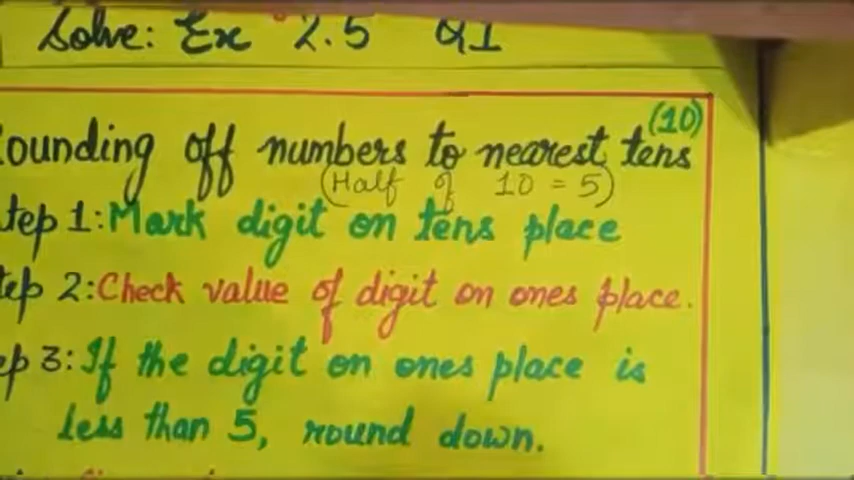 Solve: Ex 2.5 Q1
(10)
ounding off numbers to nearest tens
(Half of 10 = 5)
tep 1: Mark digit on tens place
tep 2: Check value of digit on ones place.
ep 3: If the digit on ones place is
less than 5, round down.